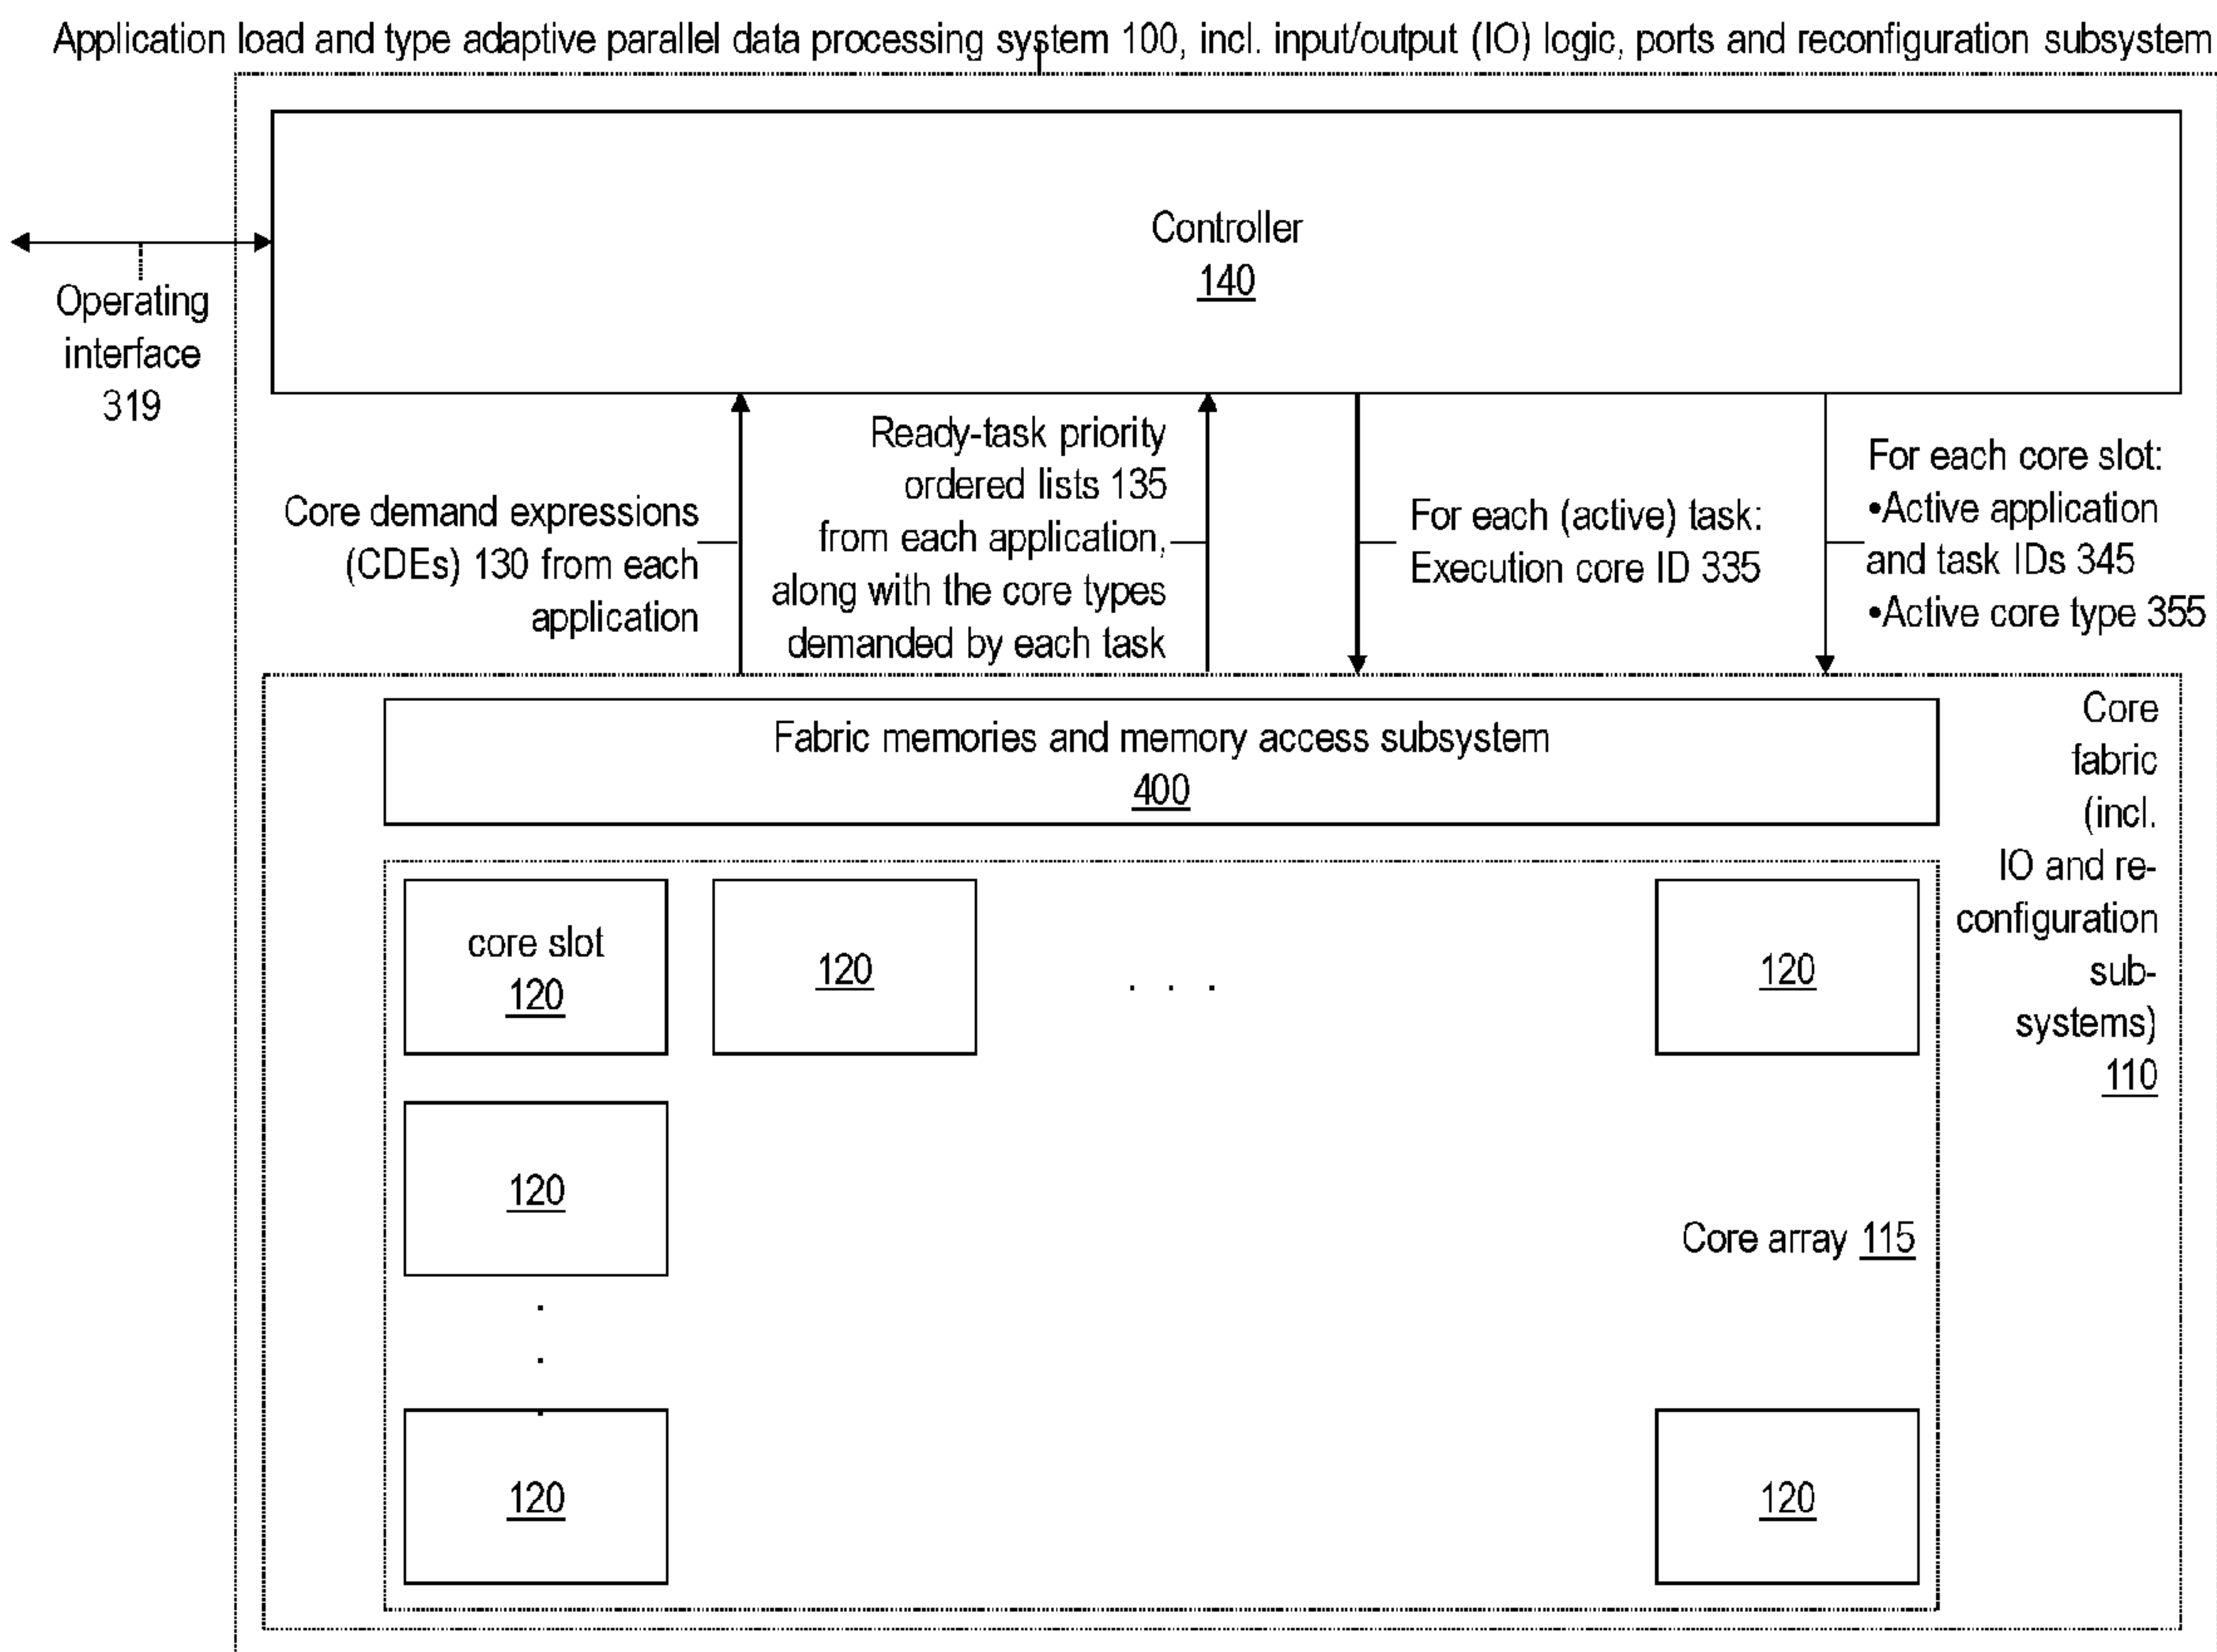 Application load and type adaptive parallel data processing system 100, incl. input/output (IO) logic, ports and reconfiguration subsystem
Controller
140
Operating
interface
319
Core demand expressions
(CDEs) 130 from each
application
Ready-task priority
ordered lists 135
from each application,
along with the core types
demanded by each task
For each (active) task:
Execution core ID 335
For each core slot:
•Active application
and task IDs 345
•Active core type 355
Fabric memories and memory access subsystem
400
Core
fabric
(incl.
IO and re-
configuration
sub-
systems)
110
core slot
120
120
. . .
120
120
Core array 115
.
.
.
120
120